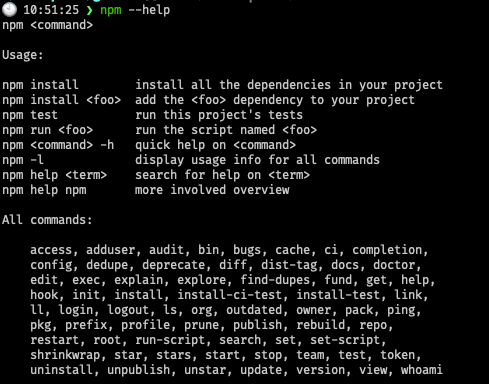 10:51:25 ❯ npm --help
npm <command>
Usage:
npm install        install all the dependencies in your project
npm install <foo>  add the <foo> dependency to your project
npm test           run this project's tests
npm run <foo>      run the script named <foo>
npm <command> -h   quick help on <command>
npm -l             display usage info for all commands
npm help <term>    search for help on <term>
npm help npm       more involved overview
All commands:
access, adduser, audit, bin, bugs, cache, ci, completion,
config, dedupe, deprecate, diff, dist-tag, docs, doctor,
edit, exec, explain, explore, find-dupes, fund, get, help,
hook, init, install, install-ci-test, install-test, link,
ll, login, logout, ls, org, outdated, owner, pack, ping,
pkg, prefix, profile, prune, publish, rebuild, repo,
restart, root, run-script, search, set, set-script,
shrinkwrap, star, stars, start, stop, team, test, token,
uninstall, unpublish, unstar, update, version, view, whoami